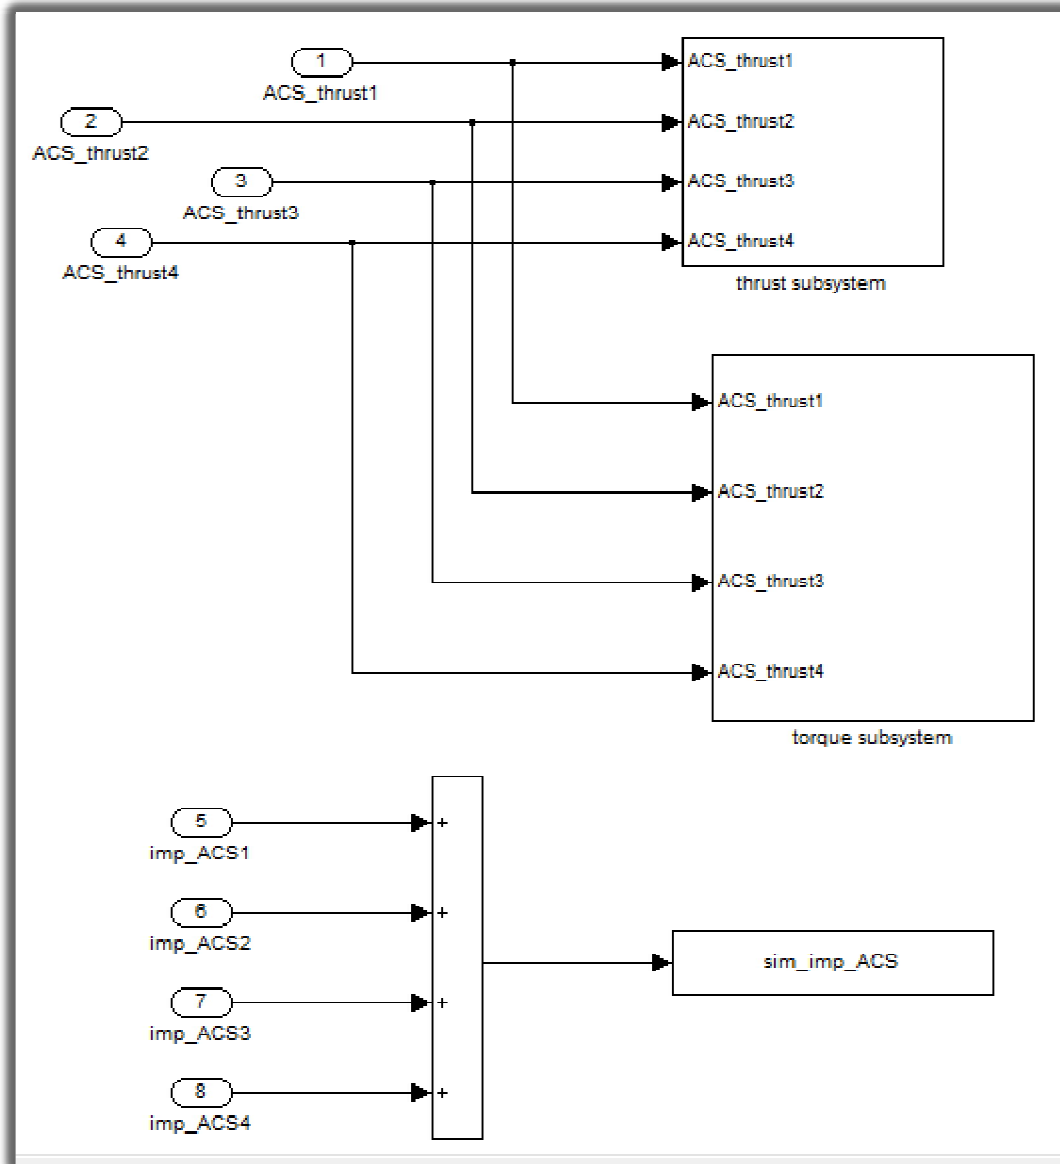 1
ACS_thrust1
ACS_thrust1
2
ACS_thrust2
ACS_thrust2
3
ACS_thrust3
ACS_thrust3
4
ACS_thrust4
ACS_thrust4
thrust subsystem
ACS_thrust1
ACS_thrust2
ACS_thrust3
ACS_thrust4
torque subsystem
5
+
imp_ACS1
6
+
imp_ACS2
sim_imp_ACS
7
+
imp_ACS3
8
+
imp_ACS4